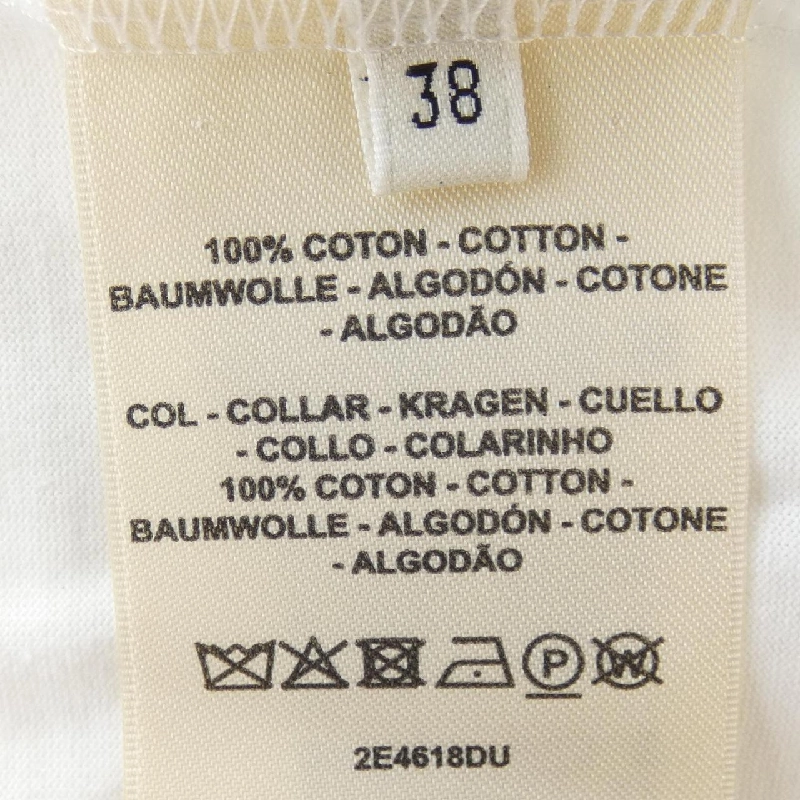 38
100% COTON - COTTON -
BAUMWOLLE - ALGODÓN - COTONE
- ALGODÃO
COL - COLLAR - KRAGEN - CUELLO
- COLLO - COLARINHO
100% COTON - COTTON -
BAUMWOLLE - ALGODÓN - COTONE
- ALGODÃO
P W
2E4618DU